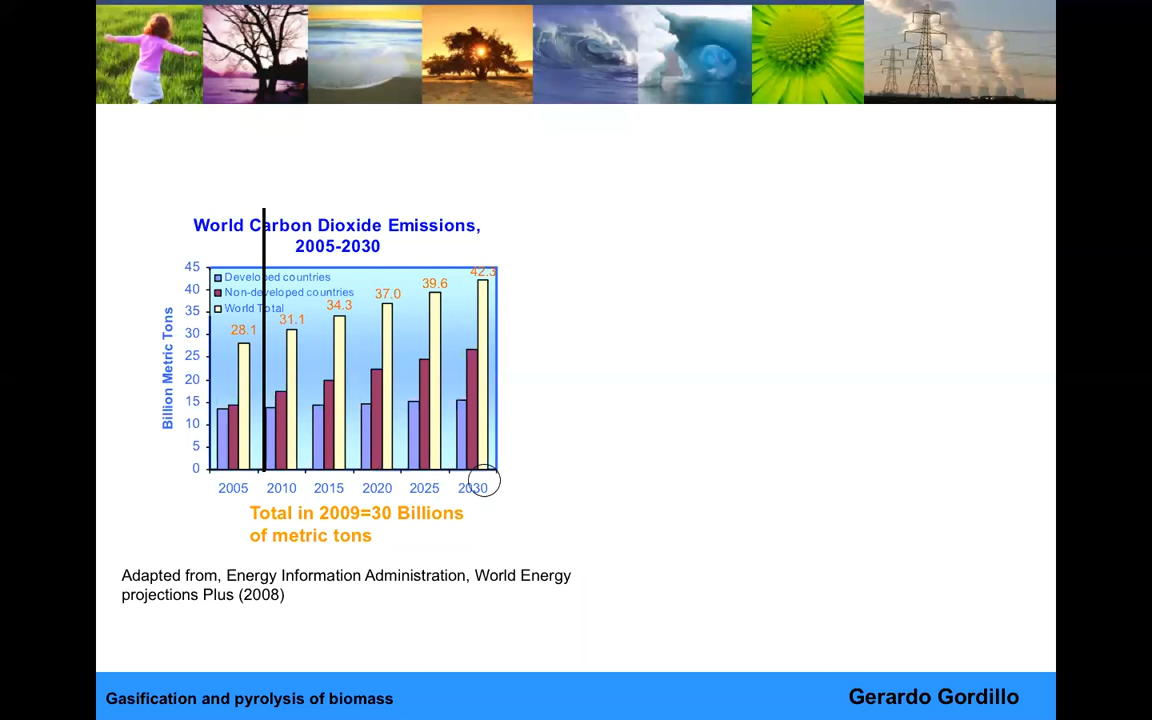 World Carbon Dioxide Emissions,
2005-2030
45
40
35
30
25
20
15
10
5
0
Billion Metric Tons
Developed countries
Non-developed countries
World Total
28.1
31.1
34.3
37.0
39.6
42.3
2005 2010 2015 2020 2025 2030
Total in 2009=30 Billions
of metric tons
Adapted from, Energy Information Administration, World Energy
projections Plus (2008)
Gasification and pyrolysis of biomass
Gerardo Gordillo